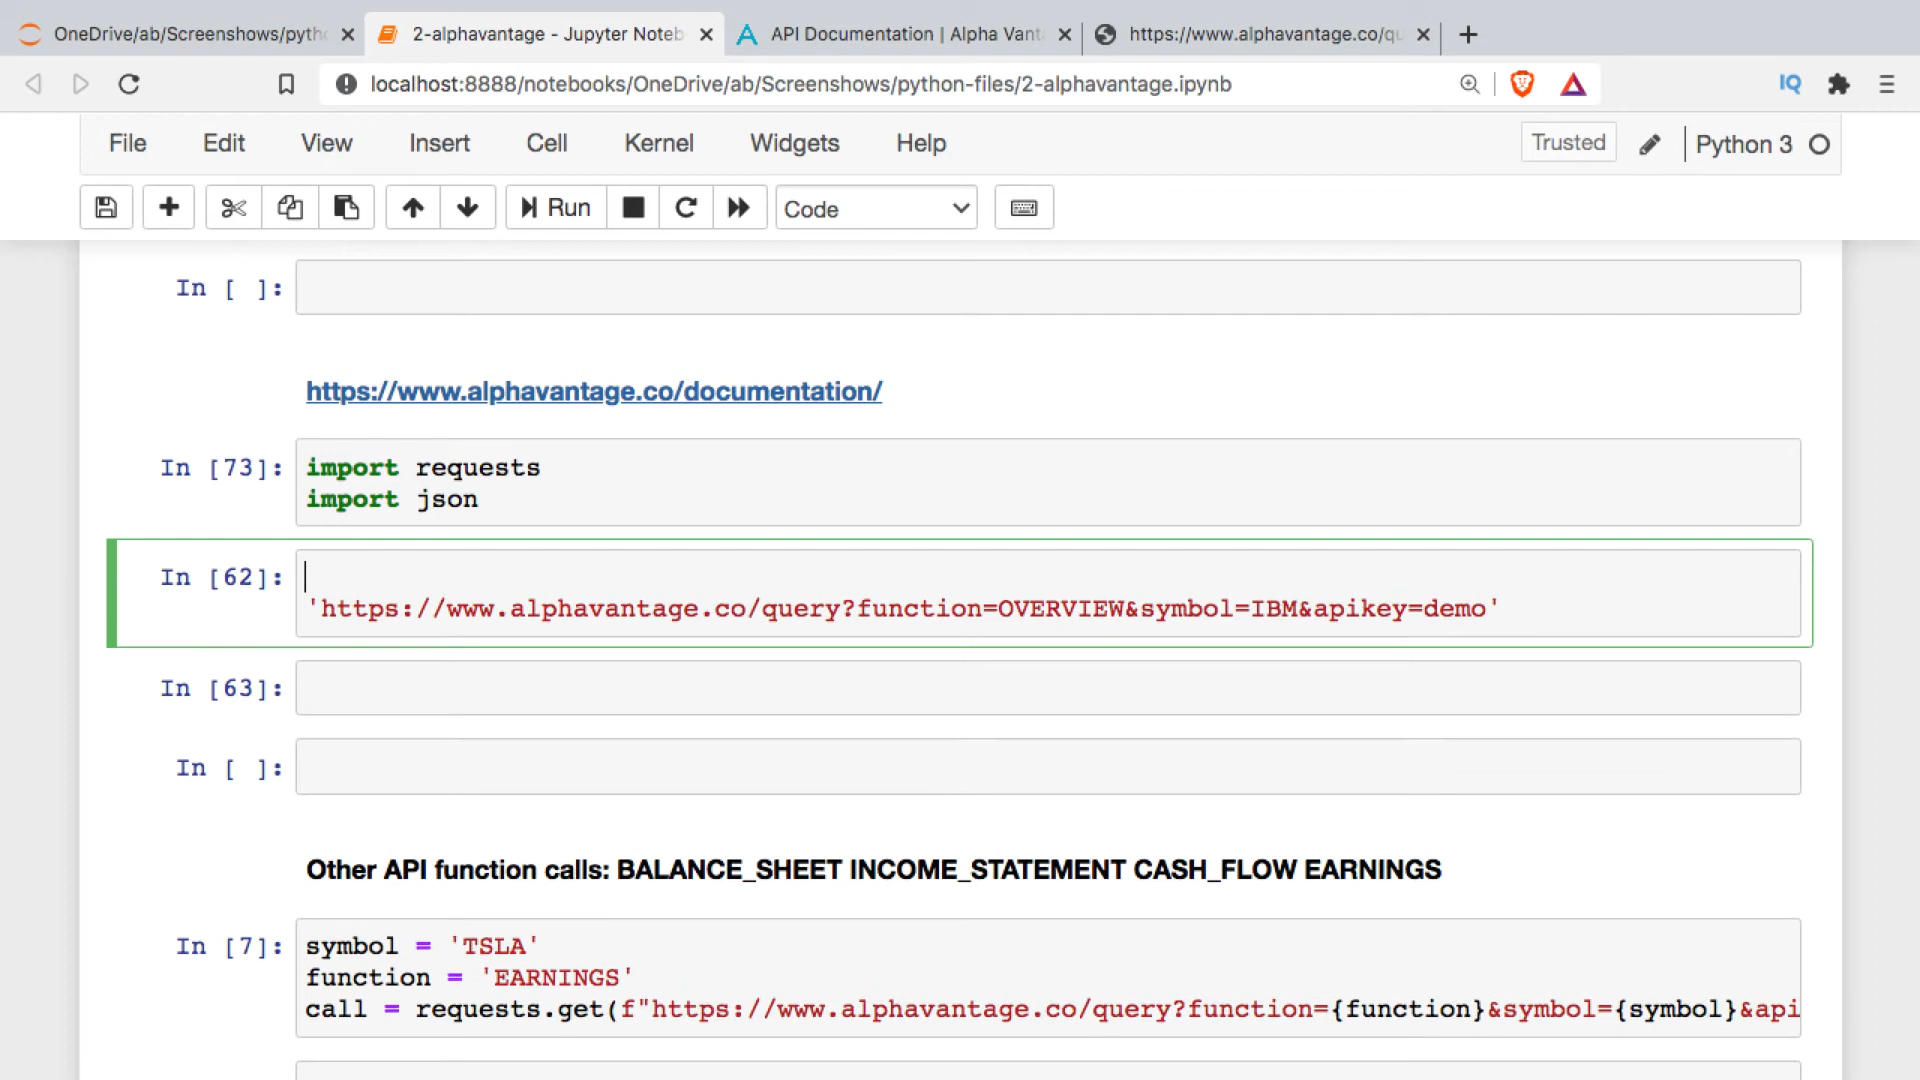 OneDrive/ab/Screenshows/pyth
2-alphavantage - Jupyter Noteb
API Documentation | Alpha Vant
https://www.alphavantage.co/qu
localhost:8888/notebooks/OneDrive/ab/Screenshows/python-files/2-alphavantage.ipynb
IQ
File Edit View Insert Cell Kernel Widgets Help Trusted Python 3
Run Code
In [ ]:
https://www.alphavantage.co/documentation/
In [73]: import requests
import json
In [62]:
'https://www.alphavantage.co/query?function=OVERVIEW&symbol=IBM&apikey=demo'
In [63]:
In [ ]:
Other API function calls: BALANCE_SHEET INCOME_STATEMENT CASH_FLOW EARNINGS
In [7]: symbol = 'TSLA'
function = 'EARNINGS'
call = requests.get(f"https://www.alphavantage.co/query?function={function}&symbol={symbol}&api